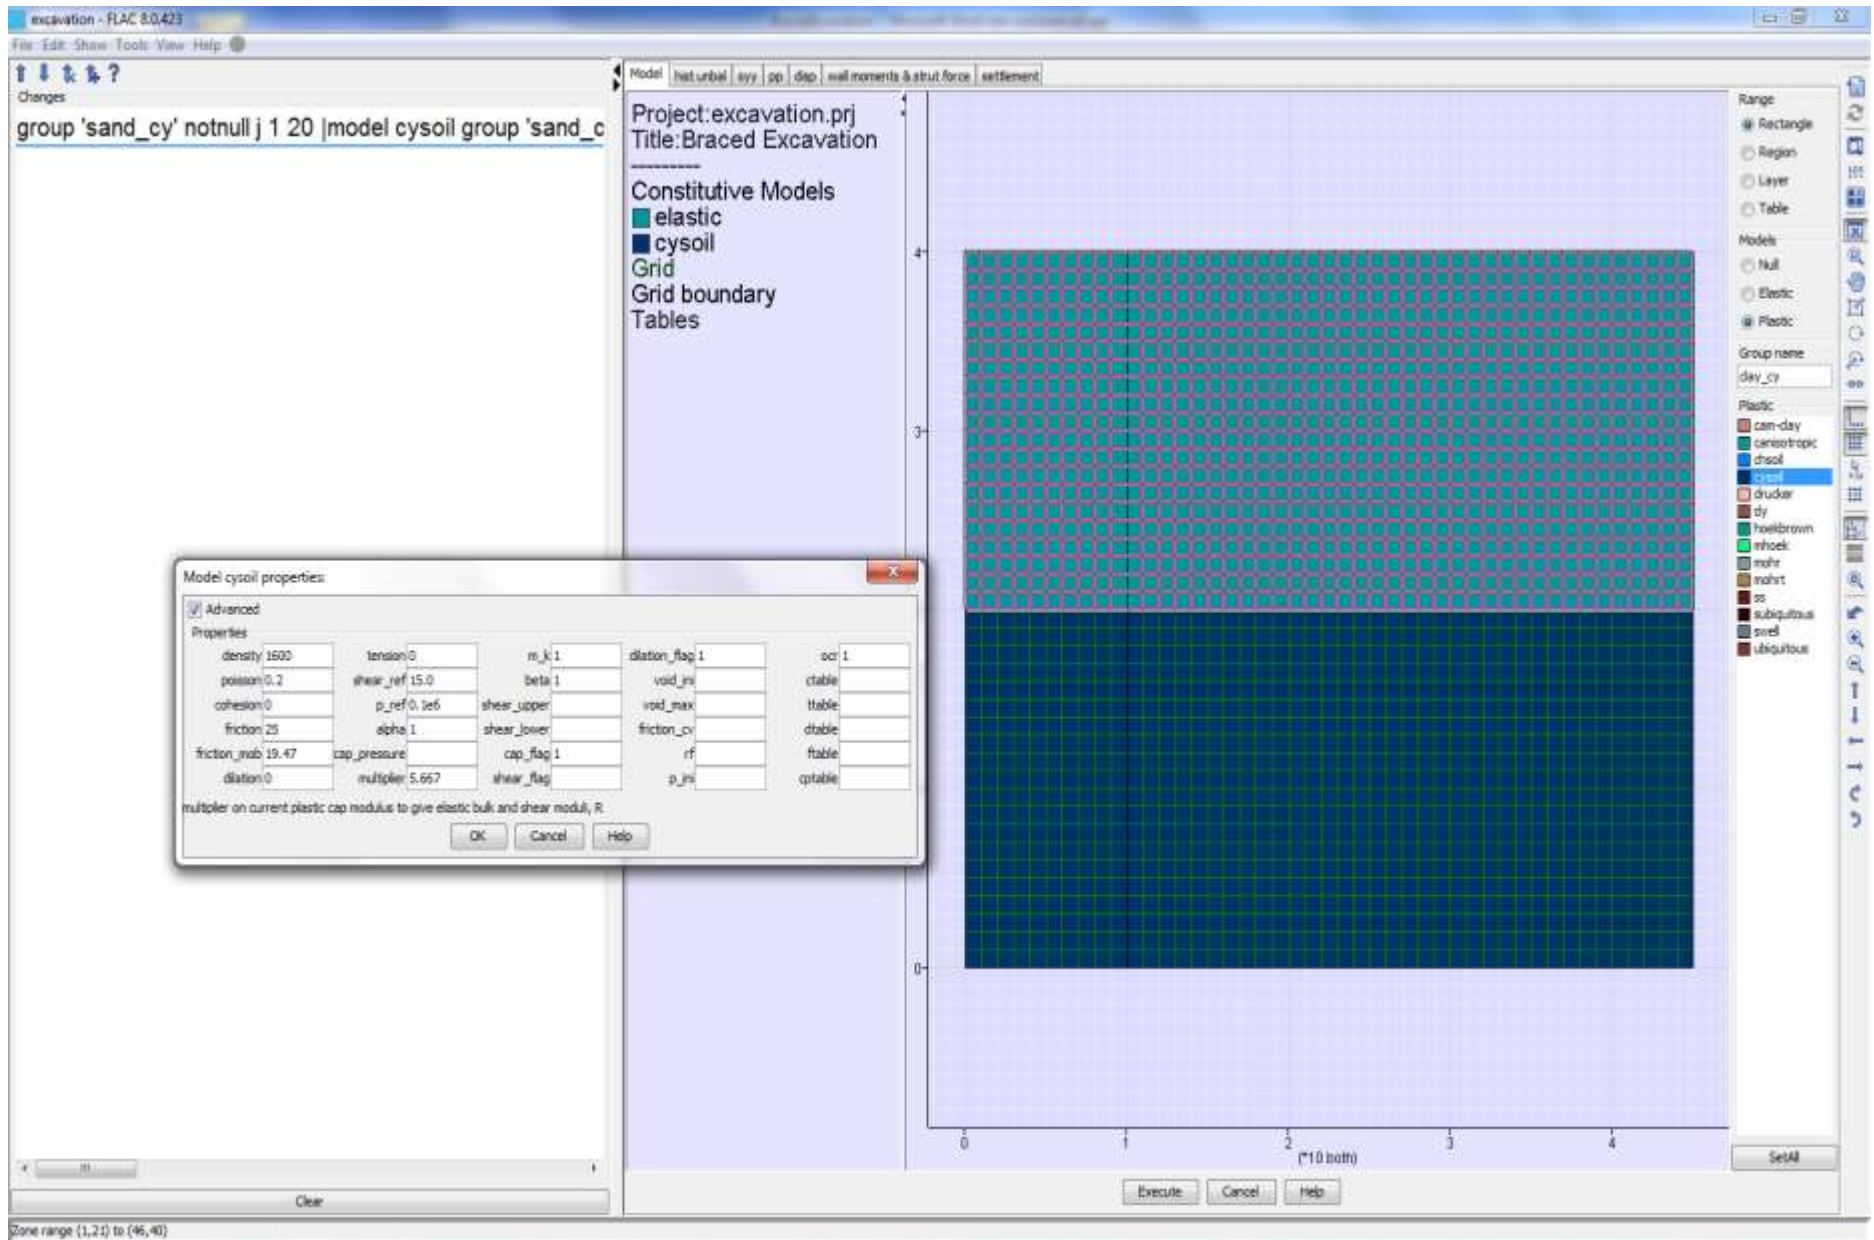 excavation - FLAC 8.0.423
File Edit Show Tools View Help
?
Changes
group 'sand_cy' notnull j 1 20 |model cysoil group 'sand_c
Model hist:unbal syy pp disp wall moments & strut force settlement
Project:excavation.prj
Title:Braced Excavation
----------
Constitutive Models
elastic
cysoil
Grid
Grid boundary
Tables
4
3
0
0 1 2 3 4
(*10 both)
Range
Rectangle
Region
Layer
Table
Models
Null
Elastic
Plastic
Group name
clay_cy
Plastic
cam-clay
canisotropic
chsoil
cysoil
drucker
dy
hoekbrown
mhoek
mohr
mohrt
ss
subiquitous
swell
ubiquitous
SetAll
Model cysoil properties:
Advanced
Properties
density 1600 tension 0 m_k 1 dilation_flag 1 ocr 1
poisson 0.2 shear_ref 15.0 beta 1 void_ini ctable
cohesion 0 p_ref 0.1e6 shear_upper void_max ttable
friction 25 alpha 1 shear_lower friction_cv dtable
friction_mob 19.47 cap_pressure cap_flag 1 rf ftable
dilation 0 multiplier 5.667 shear_flag p_ini cptable
multiplier on current plastic cap modulus to give elastic bulk and shear moduli, R
OK Cancel Help
Execute Cancel Help
Clear
Zone range (1,21) to (46,40)